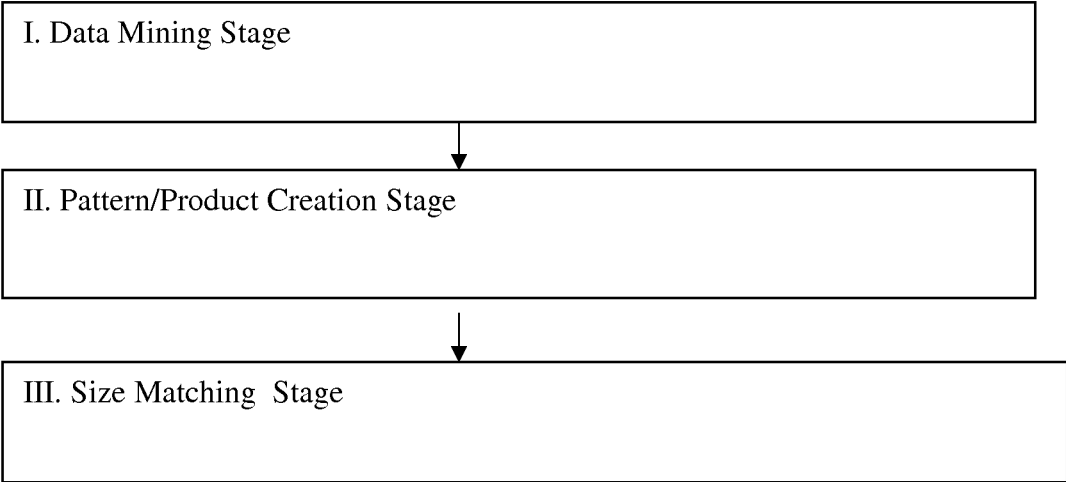 I. Data Mining Stage
II. Pattern/Product Creation Stage
III. Size Matching  Stage